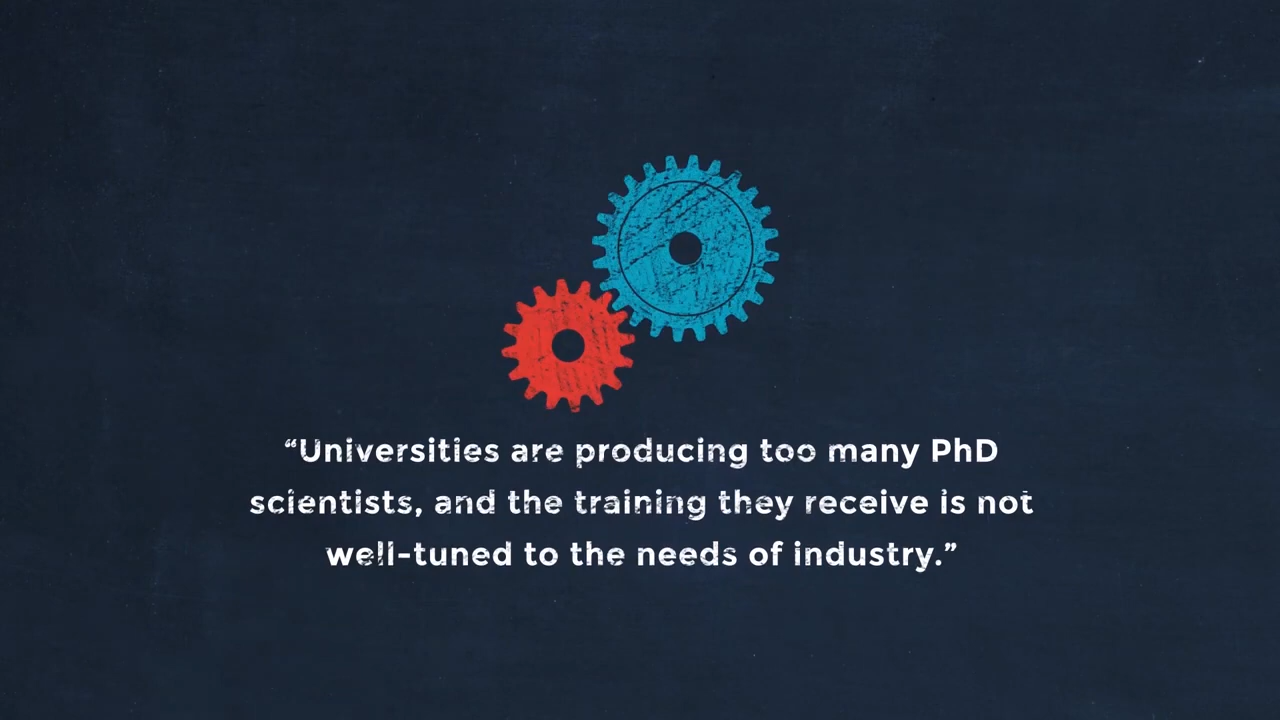 “Universities are producing too many PhD
scientists, and the training they receive is not
well-tuned to the needs of industry.”